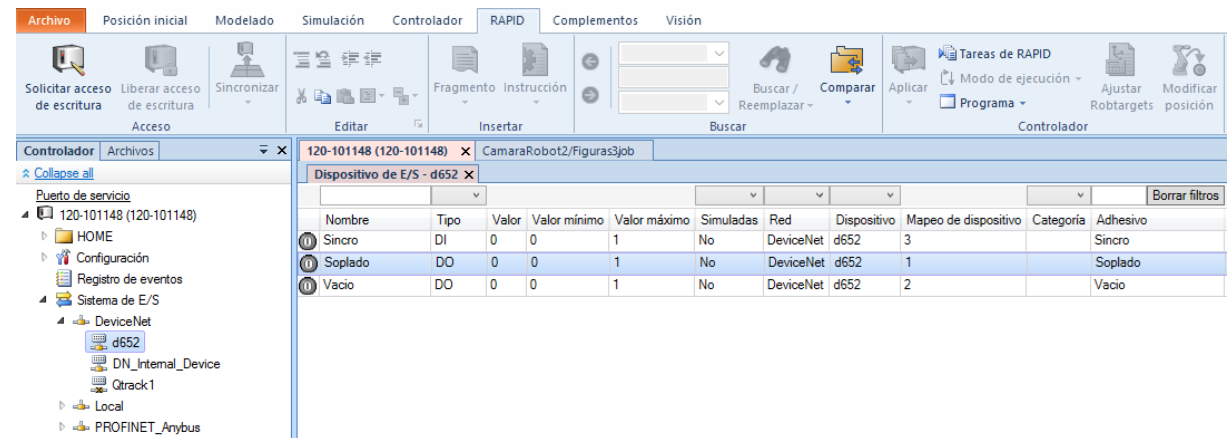 Archivo Posición inicial Modelado Simulación Controlador RAPID Complementos Visión
Solicitar acceso de escritura
Liberar acceso de escritura
Sincronizar
Acceso
Editar
Fragmento Instrucción
Insertar
Buscar / Reemplazar
Comparar
Buscar
Aplicar
Tareas de RAPID
Modo de ejecución
Programa
Ajustar Robtargets
Modificar posición
Controlador
Controlador Archivos
Collapse all
Puerto de servicio
120-101148 (120-101148)
HOME
Configuración
Registro de eventos
Sistema de E/S
DeviceNet
d652
DN_Internal_Device
Qtrack1
Local
PROFINET_Anybus
120-101148 (120-101148) X CamaraRobot2/Figuras3job
Dispositivo de E/S - d652 X
Borrar filtros
Nombre Tipo Valor Valor mínimo Valor máximo Simuladas Red Dispositivo Mapeo de dispositivo Categoría Adhesivo
Sincro DI 0 0 1 No DeviceNet d652 3 Sincro
Soplado DO 0 0 1 No DeviceNet d652 1 Soplado
Vacio DO 0 0 1 No DeviceNet d652 2 Vacio